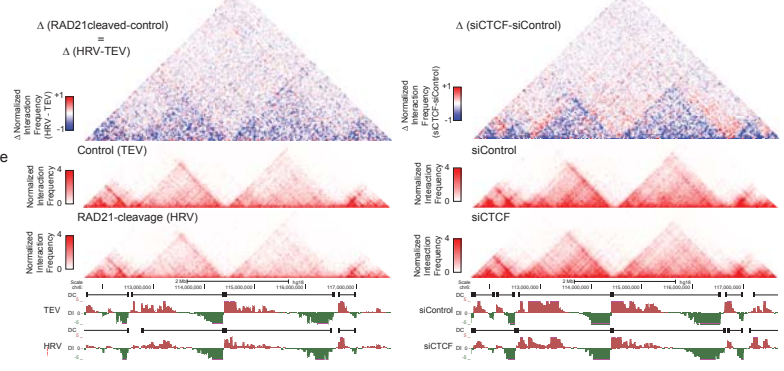 Δ (RAD21cleaved-control)
=
Δ (HRV-TEV)
Δ Normalized
Interaction
Frequency
(HRV - TEV)
+1
-1
Δ (siCTCF-siControl)
Δ Normalized
Interaction
Frequency
(siCTCF-siControl)
+1
-1
e
Control (TEV)
Normalized
Interaction
Frequency
4
0
RAD21-cleavage (HRV)
Normalized
Interaction
Frequency
4
0
Scale
chr6:
2 Mb
hg18
113,000,000
114,000,000
115,000,000
116,000,000
117,000,000
DC
TEV
DI 0
DC
HRV
DI 0
siControl
Normalized
Interaction
Frequency
4
0
siCTCF
Normalized
Interaction
Frequency
4
0
Scale
chr6:
2 Mb
hg18
113,000,000
114,000,000
115,000,000
116,000,000
117,000,000
DC
siControl
DI 0
DC
siCTCF
DI 0